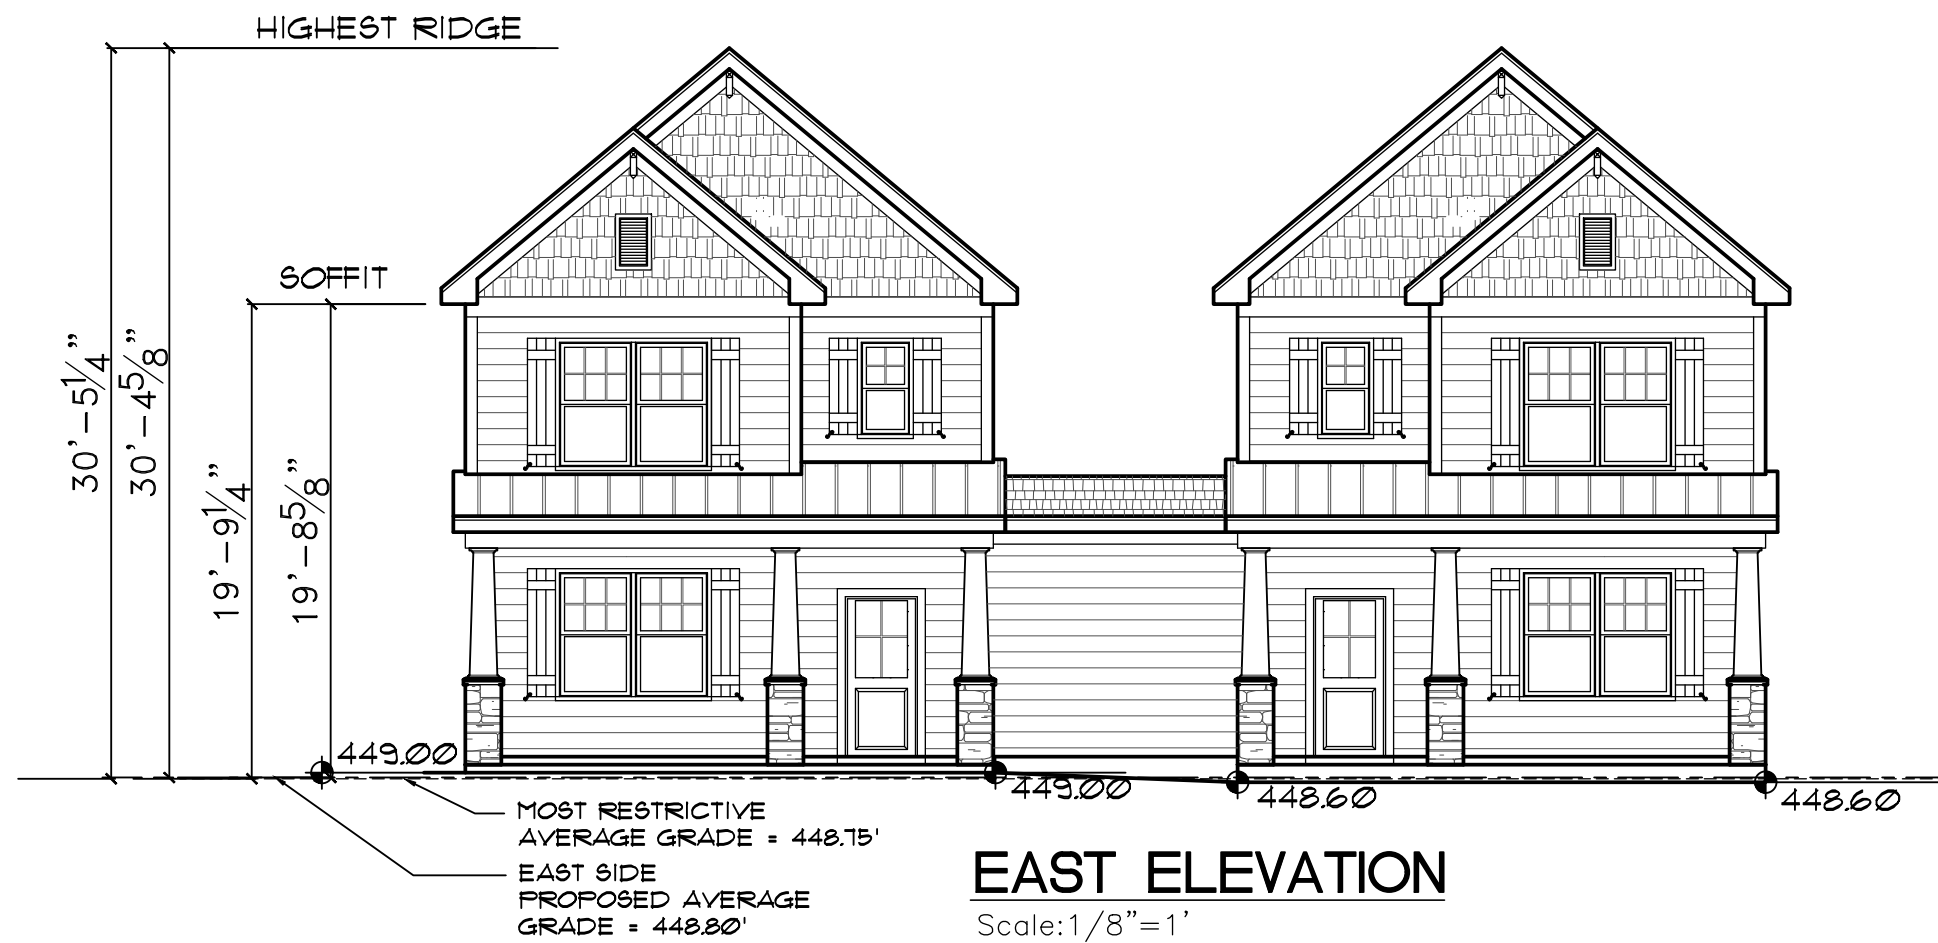 HIGHEST RIDGE
SOFFIT
30'-5 1/4"
30'-4 5/8"
19'-9 1/4"
19'-8 5/8"
449.00
449.00
448.60
448.60
MOST RESTRICTIVE
AVERAGE GRADE = 448.75'
EAST SIDE
PROPOSED AVERAGE
GRADE = 448.80'
EAST ELEVATION
Scale:1/8"=1'